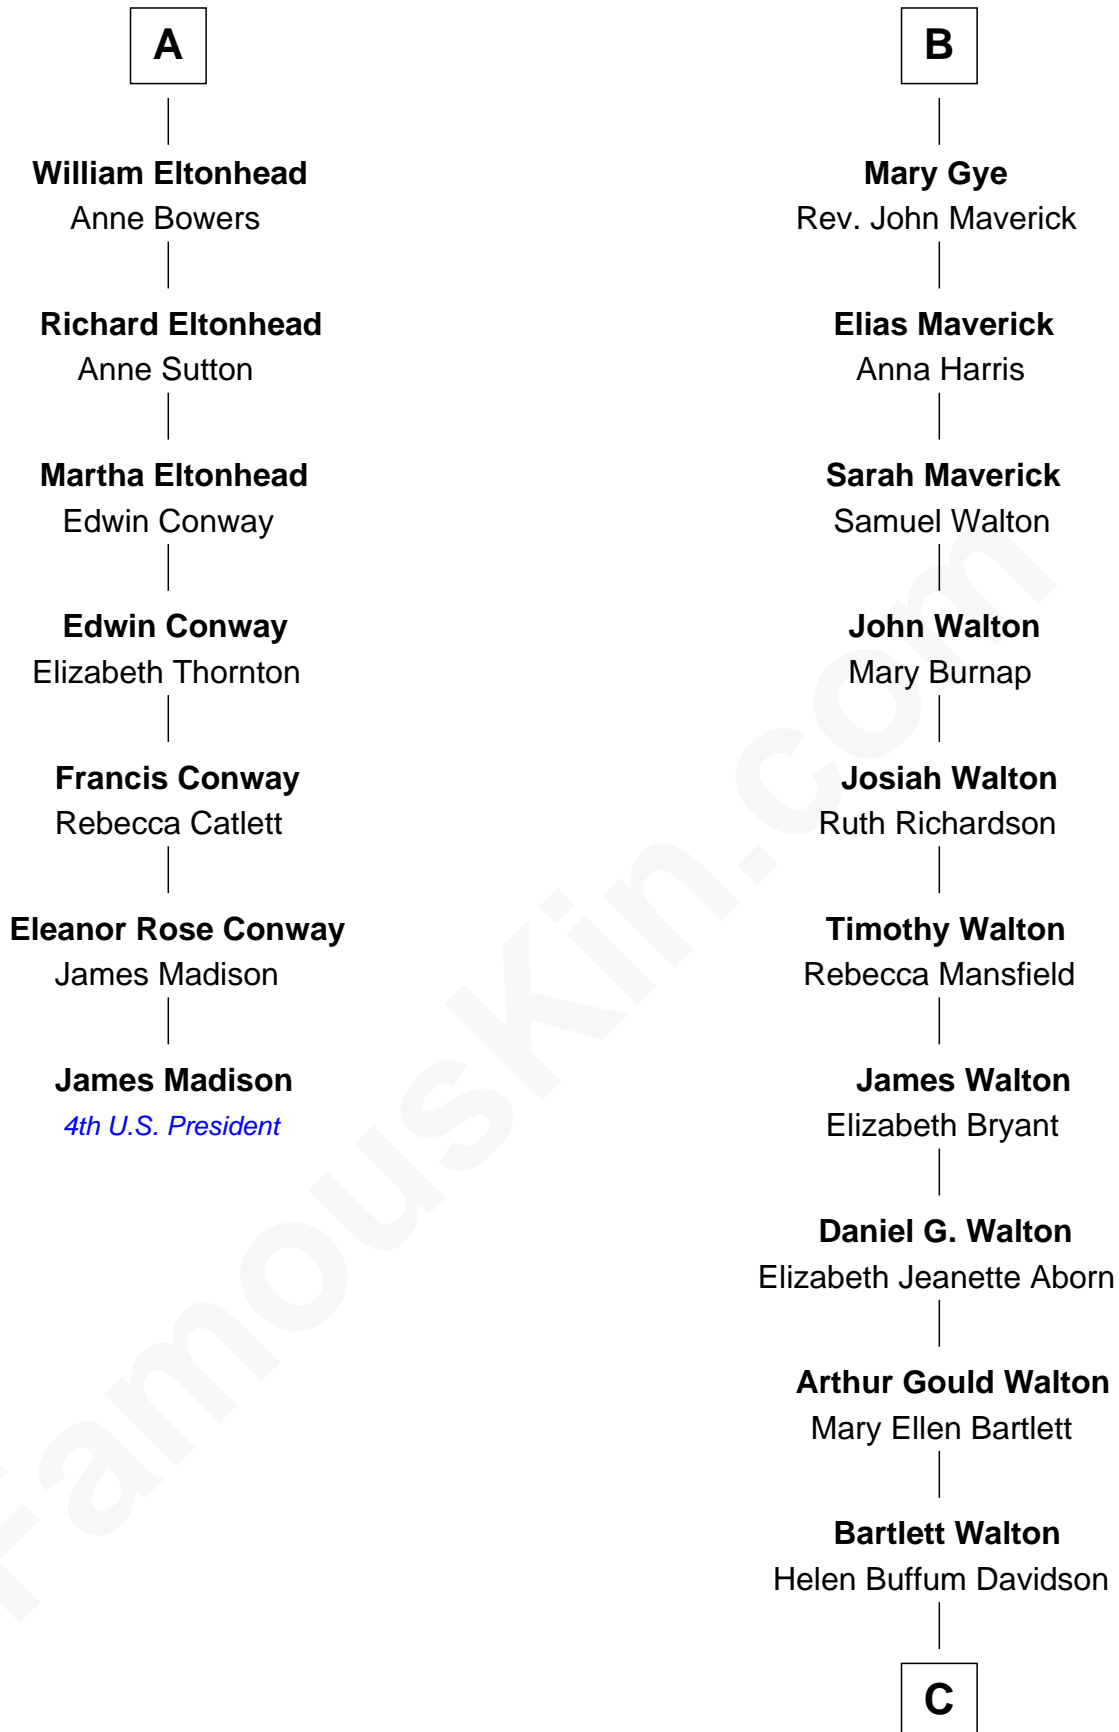 A
William Eltonhead
Anne Bowers
Richard Eltonhead
Anne Sutton
Martha Eltonhead
Edwin Conway
Edwin Conway
Elizabeth Thornton
Francis Conway
Rebecca Catlett
Eleanor Rose Conway
James Madison
James Madison
4th U.S. President
B
Mary Gye
Rev. John Maverick
Elias Maverick
Anna Harris
Sarah Maverick
Samuel Walton
John Walton
Mary Burnap
Josiah Walton
Ruth Richardson
Timothy Walton
Rebecca Mansfield
James Walton
Elizabeth Bryant
Daniel G. Walton
Elizabeth Jeanette Aborn
Arthur Gould Walton
Mary Ellen Bartlett
Bartlett Walton
Helen Buffum Davidson
C
FamousKin.com